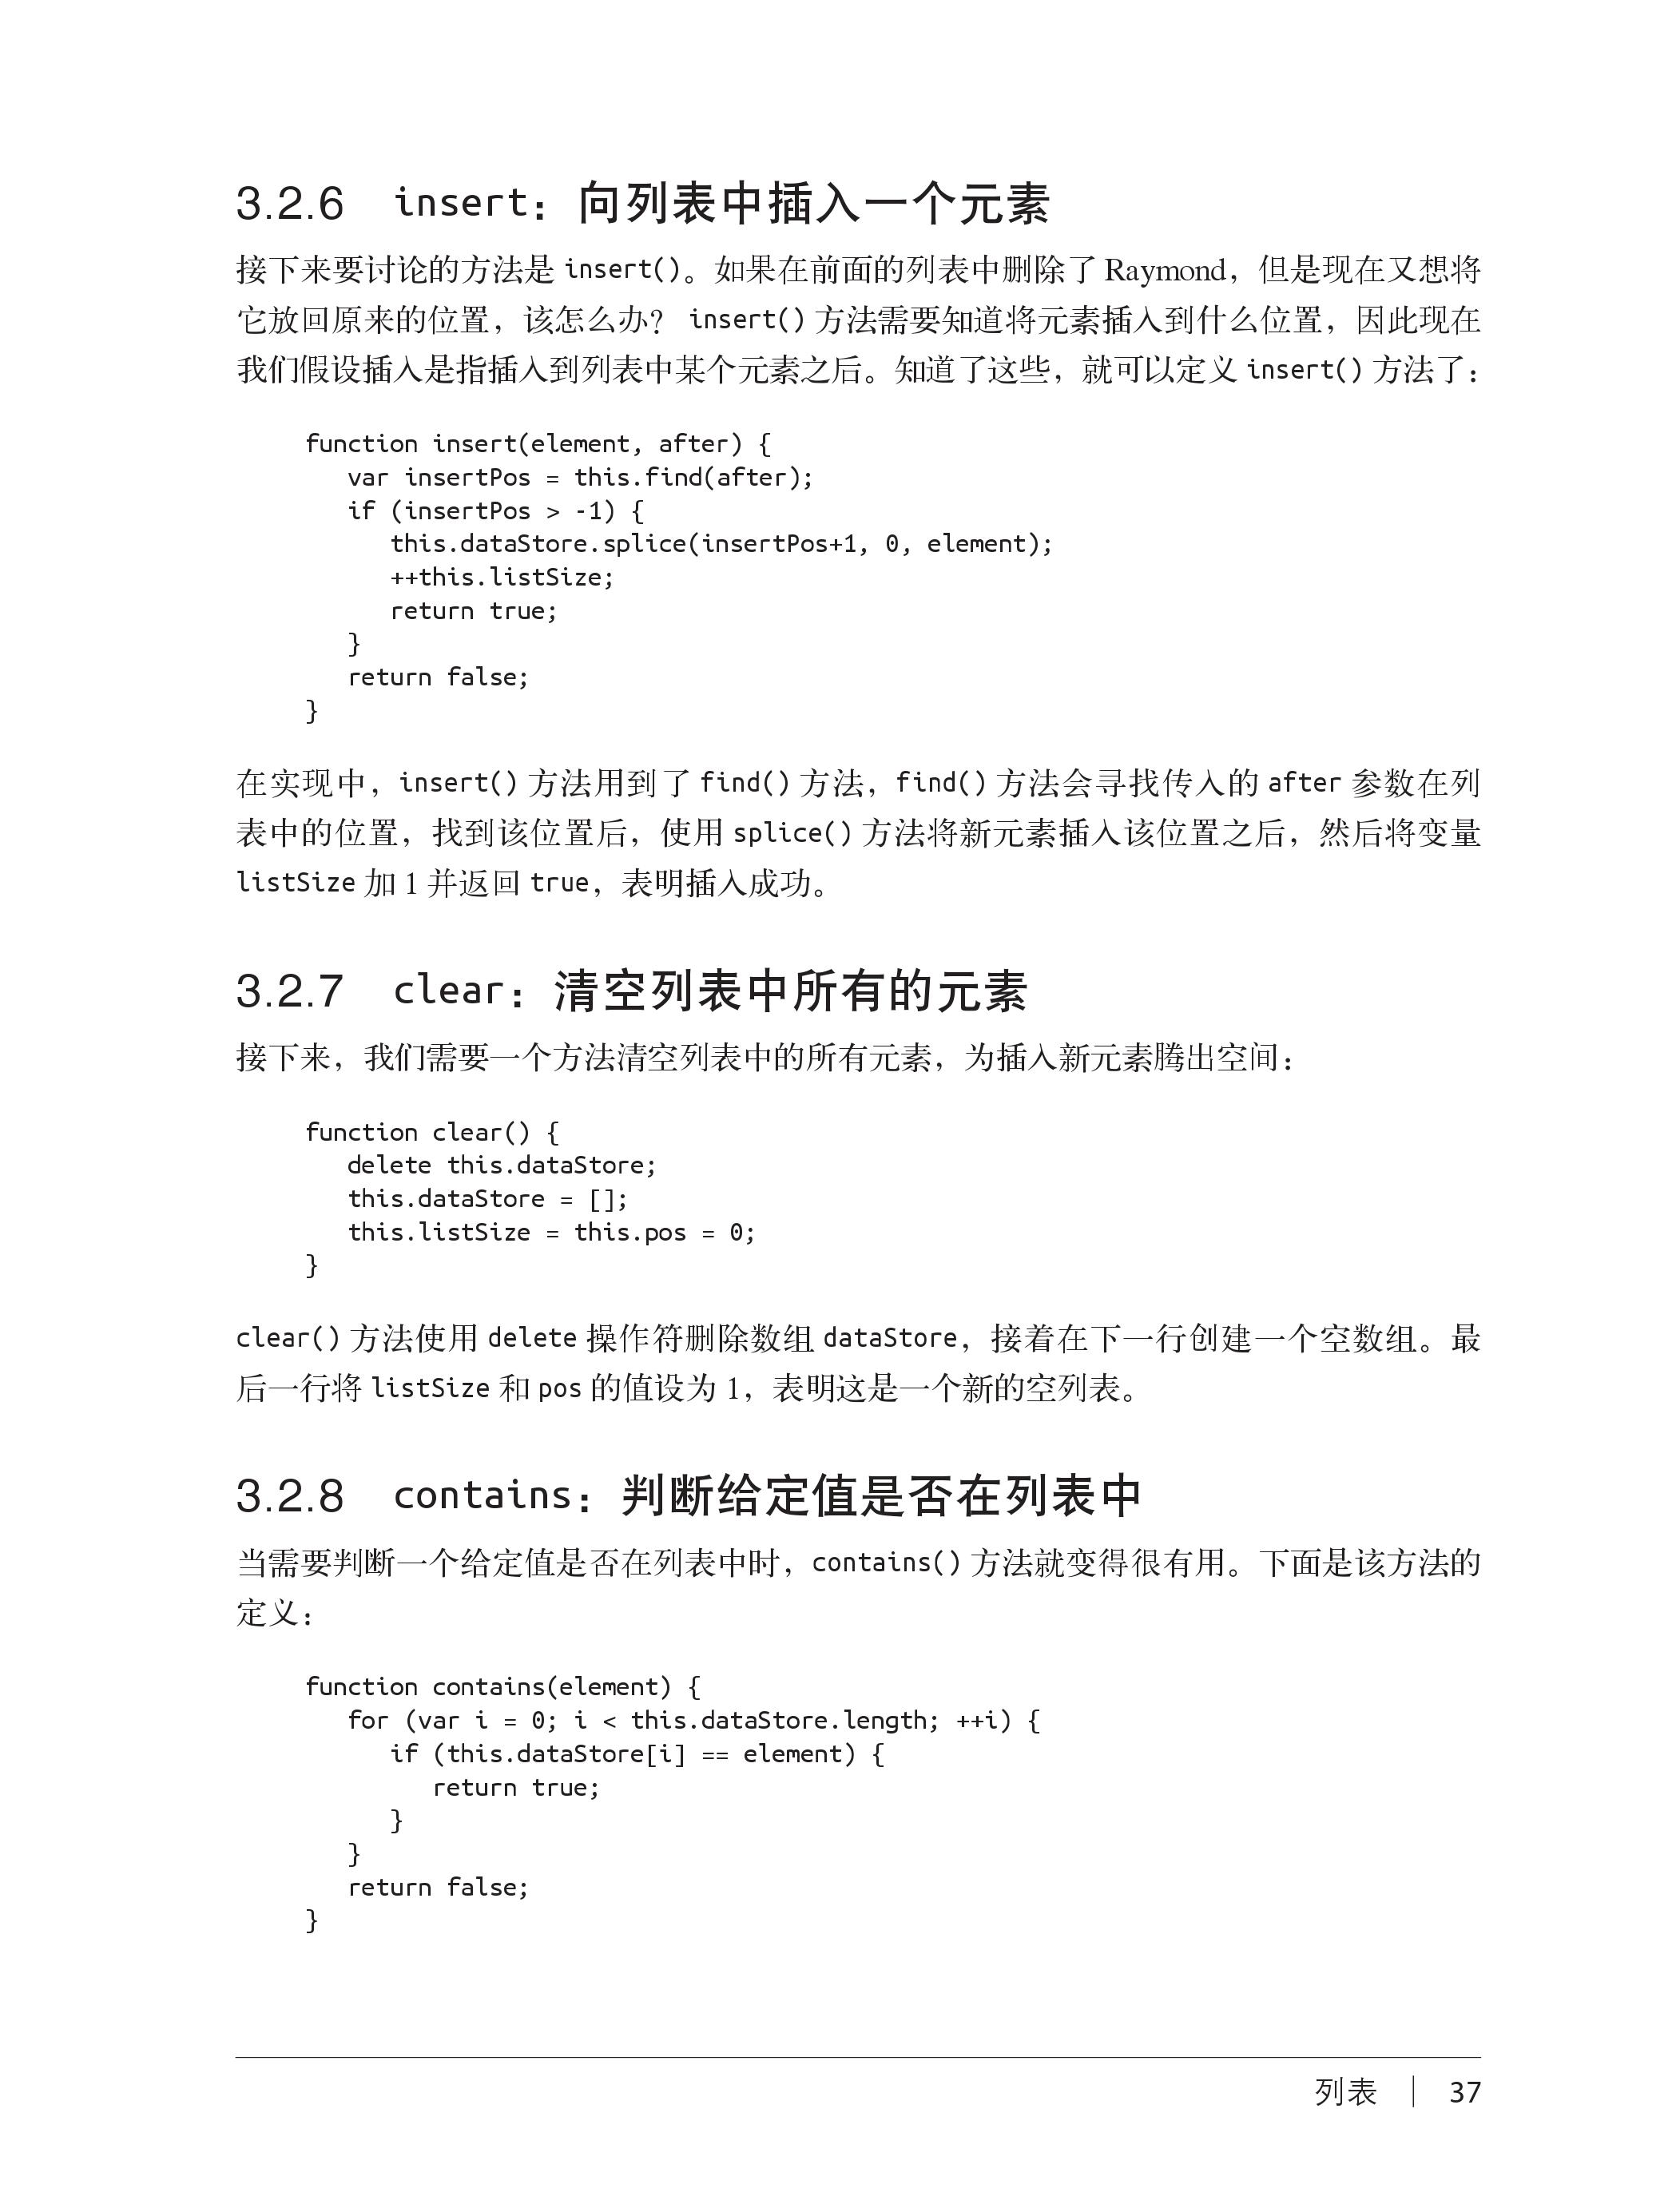 3.2.6 insert：向列表中插入一个元素
接下来要讨论的方法是 insert()。如果在前面的列表中删除了 Raymond，但是现在又想将
它放回原来的位置，该怎么办？ insert() 方法需要知道将元素插入到什么位置，因此现在
我们假设插入是指插入到列表中某个元素之后。知道了这些，就可以定义 insert() 方法了：
function insert(element, after) {
   var insertPos = this.find(after);
   if (insertPos > -1) {
      this.dataStore.splice(insertPos+1, 0, element);
      ++this.listSize;
      return true;
   }
   return false;
}
在实现中，insert() 方法用到了 find() 方法，find() 方法会寻找传入的 after 参数在列
表中的位置，找到该位置后，使用 splice() 方法将新元素插入该位置之后，然后将变量
listSize 加 1 并返回 true，表明插入成功。
3.2.7 clear：清空列表中所有的元素
接下来，我们需要一个方法清空列表中的所有元素，为插入新元素腾出空间：
function clear() {
   delete this.dataStore;
   this.dataStore = [];
   this.listSize = this.pos = 0;
}
clear() 方法使用 delete 操作符删除数组 dataStore，接着在下一行创建一个空数组。最
后一行将 listSize 和 pos 的值设为 1，表明这是一个新的空列表。
3.2.8 contains：判断给定值是否在列表中
当需要判断一个给定值是否在列表中时，contains() 方法就变得很有用。下面是该方法的
定义：
function contains(element) {
   for (var i = 0; i < this.dataStore.length; ++i) {
      if (this.dataStore[i] == element) {
         return true;
      }
   }
   return false;
}
列表 | 37